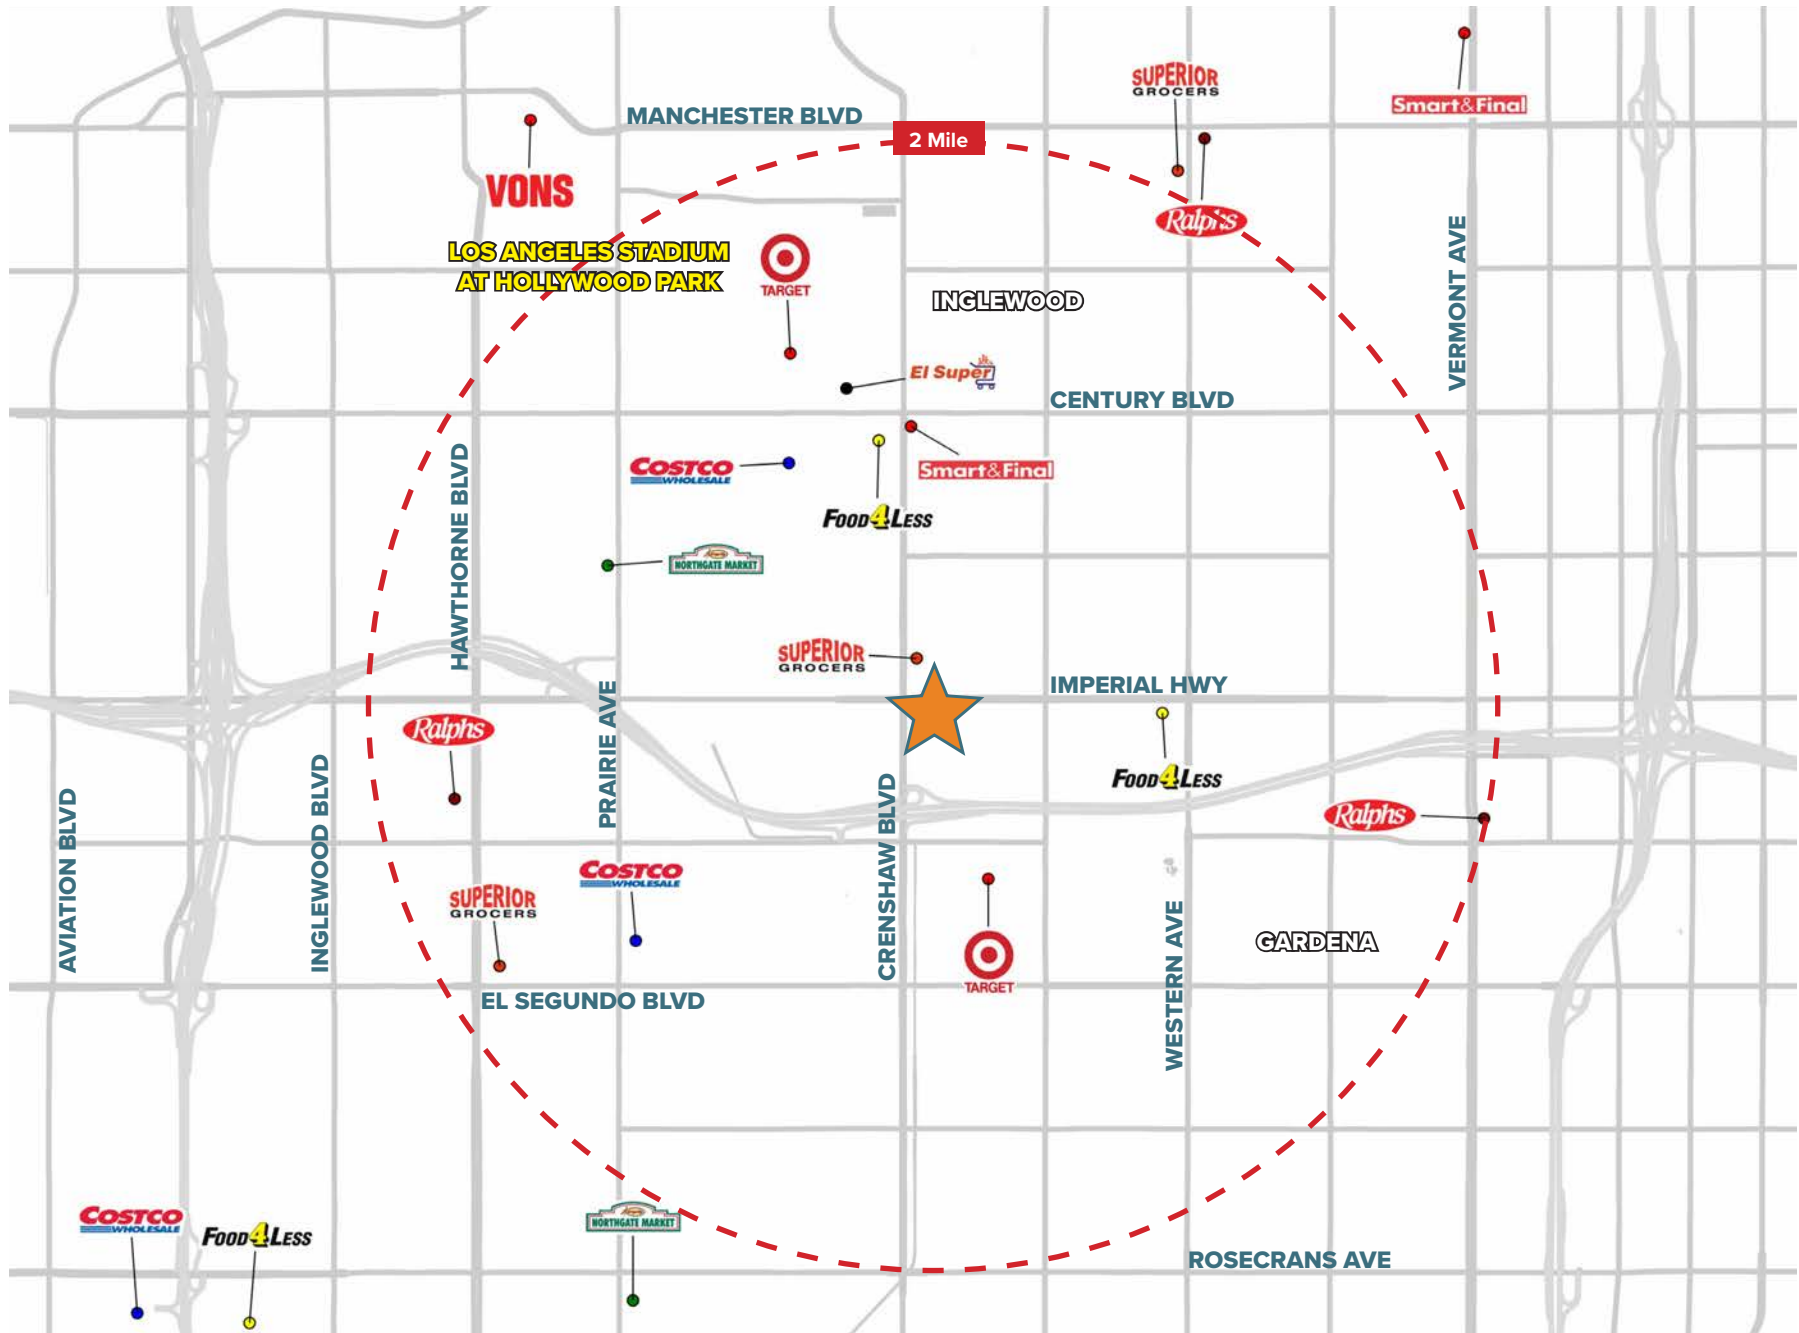 Smart&Final
SUPERIOR
GROCERS
MANCHESTER BLVD
2 Mile
VONS
Ralphs
LOS ANGELES STADIUM
AT HOLLYWOOD PARK
TARGET
INGLEWOOD
VERMONT AVE
El Super
CENTURY BLVD
COSTCO
WHOLESALE
Smart&Final
FOOD4LESS
HAWTHORNE BLVD
NORTHGATE MARKET
SUPERIOR
GROCERS
IMPERIAL HWY
Ralphs
PRAIRIE AVE
FOOD4LESS
Ralphs
AVIATION BLVD
INGLEWOOD BLVD
CRENSHAW BLVD
COSTCO
WHOLESALE
SUPERIOR
GROCERS
WESTERN AVE
GARDENA
TARGET
EL SEGUNDO BLVD
COSTCO
WHOLESALE
FOOD4LESS
NORTHGATE MARKET
ROSECRANS AVE